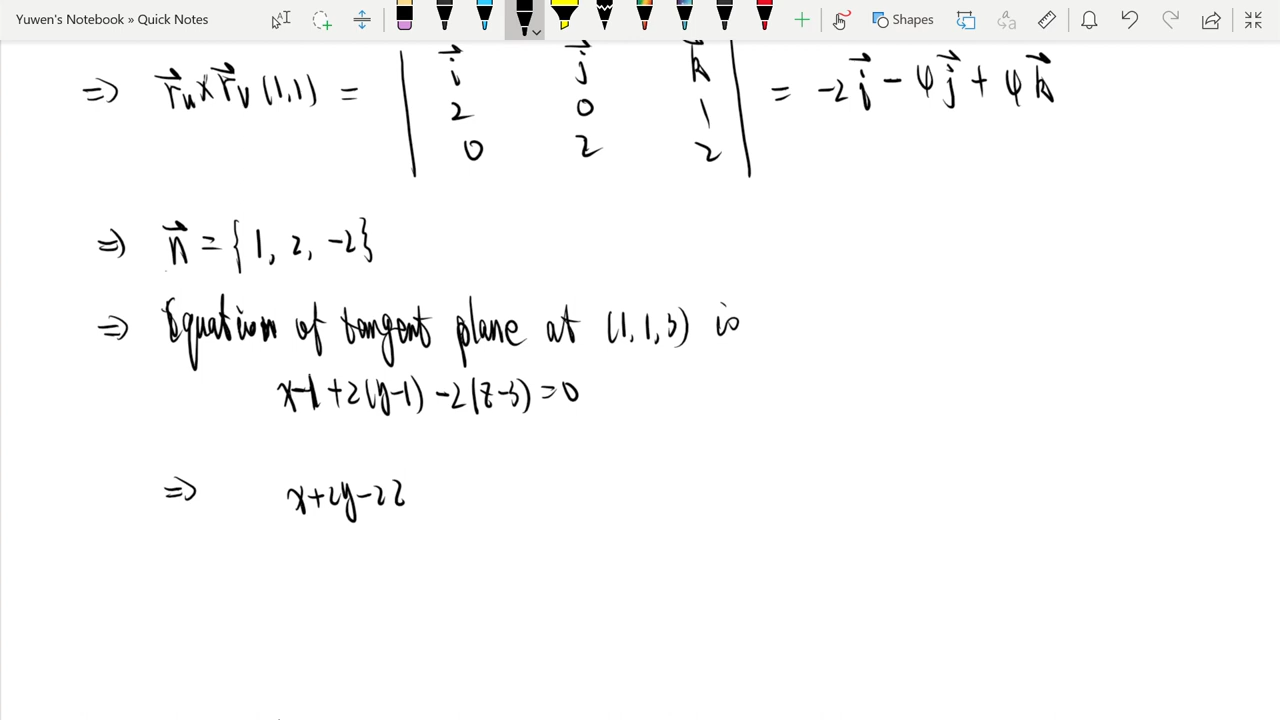 Yuwen's Notebook » Quick Notes
Shapes
⇒ r⃗u × r⃗v (1,1) = | i⃗ j⃗ k⃗ | = -2i⃗ - 4j⃗ + 4k⃗
2 0 1
0 2 2
⇒ n⃗ = {1, 2, -2}
⇒ Equation of tangent plane at (1, 1, 3) is
x-1+2(y-1)-2(z-3)=0
⇒ x+2y-2z